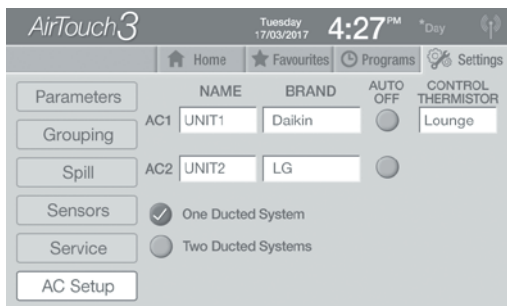 AirTouch3
Tuesday
17/03/2017
4:27PM
*Day
Home
Favourites
Programs
Settings
Parameters
Grouping
Spill
Sensors
Service
AC Setup
NAME
BRAND
AUTO
OFF
CONTROL
THERMISTOR
AC1
UNIT1
Daikin
Lounge
AC2
UNIT2
LG
One Ducted System
Two Ducted Systems